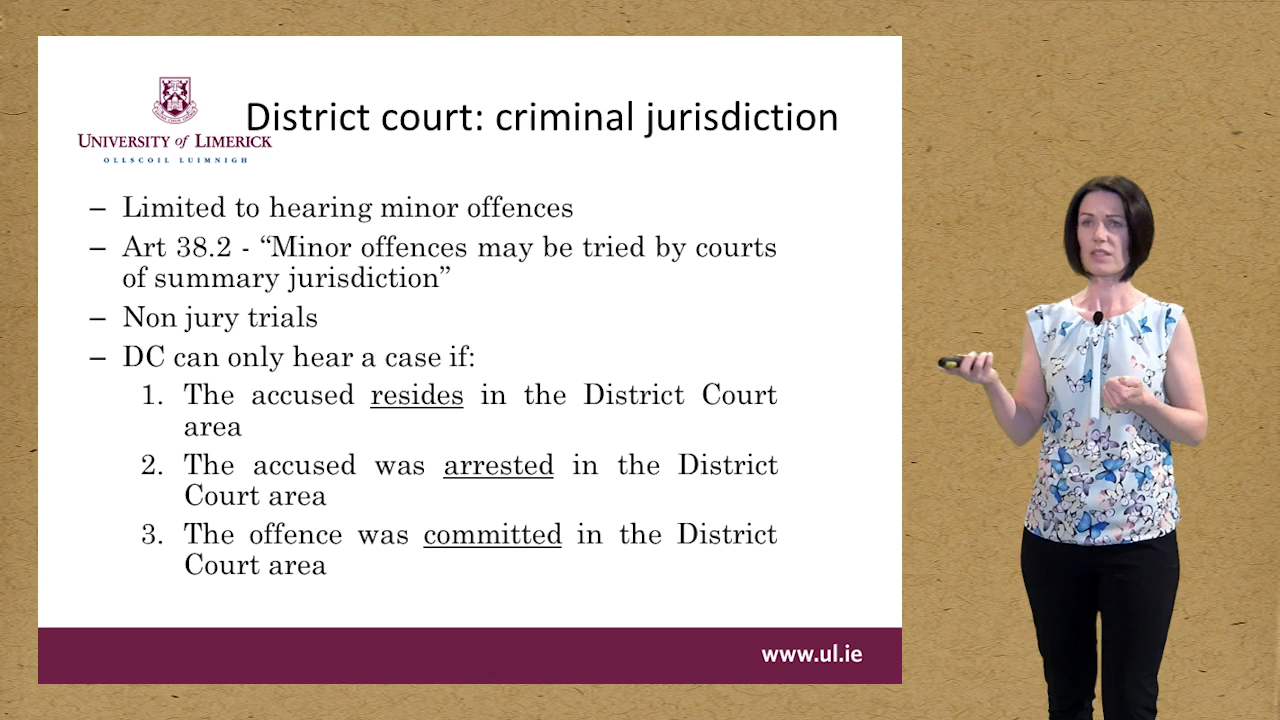 District court: criminal jurisdiction
UNIVERSITY of LIMERICK
OLLSCOIL LUIMNIGH
– Limited to hearing minor offences
– Art 38.2 - “Minor offences may be tried by courts
of summary jurisdiction”
– Non jury trials
– DC can only hear a case if:
1. The accused resides in the District Court
area
2. The accused was arrested in the District
Court area
3. The offence was committed in the District
Court area
www.ul.ie